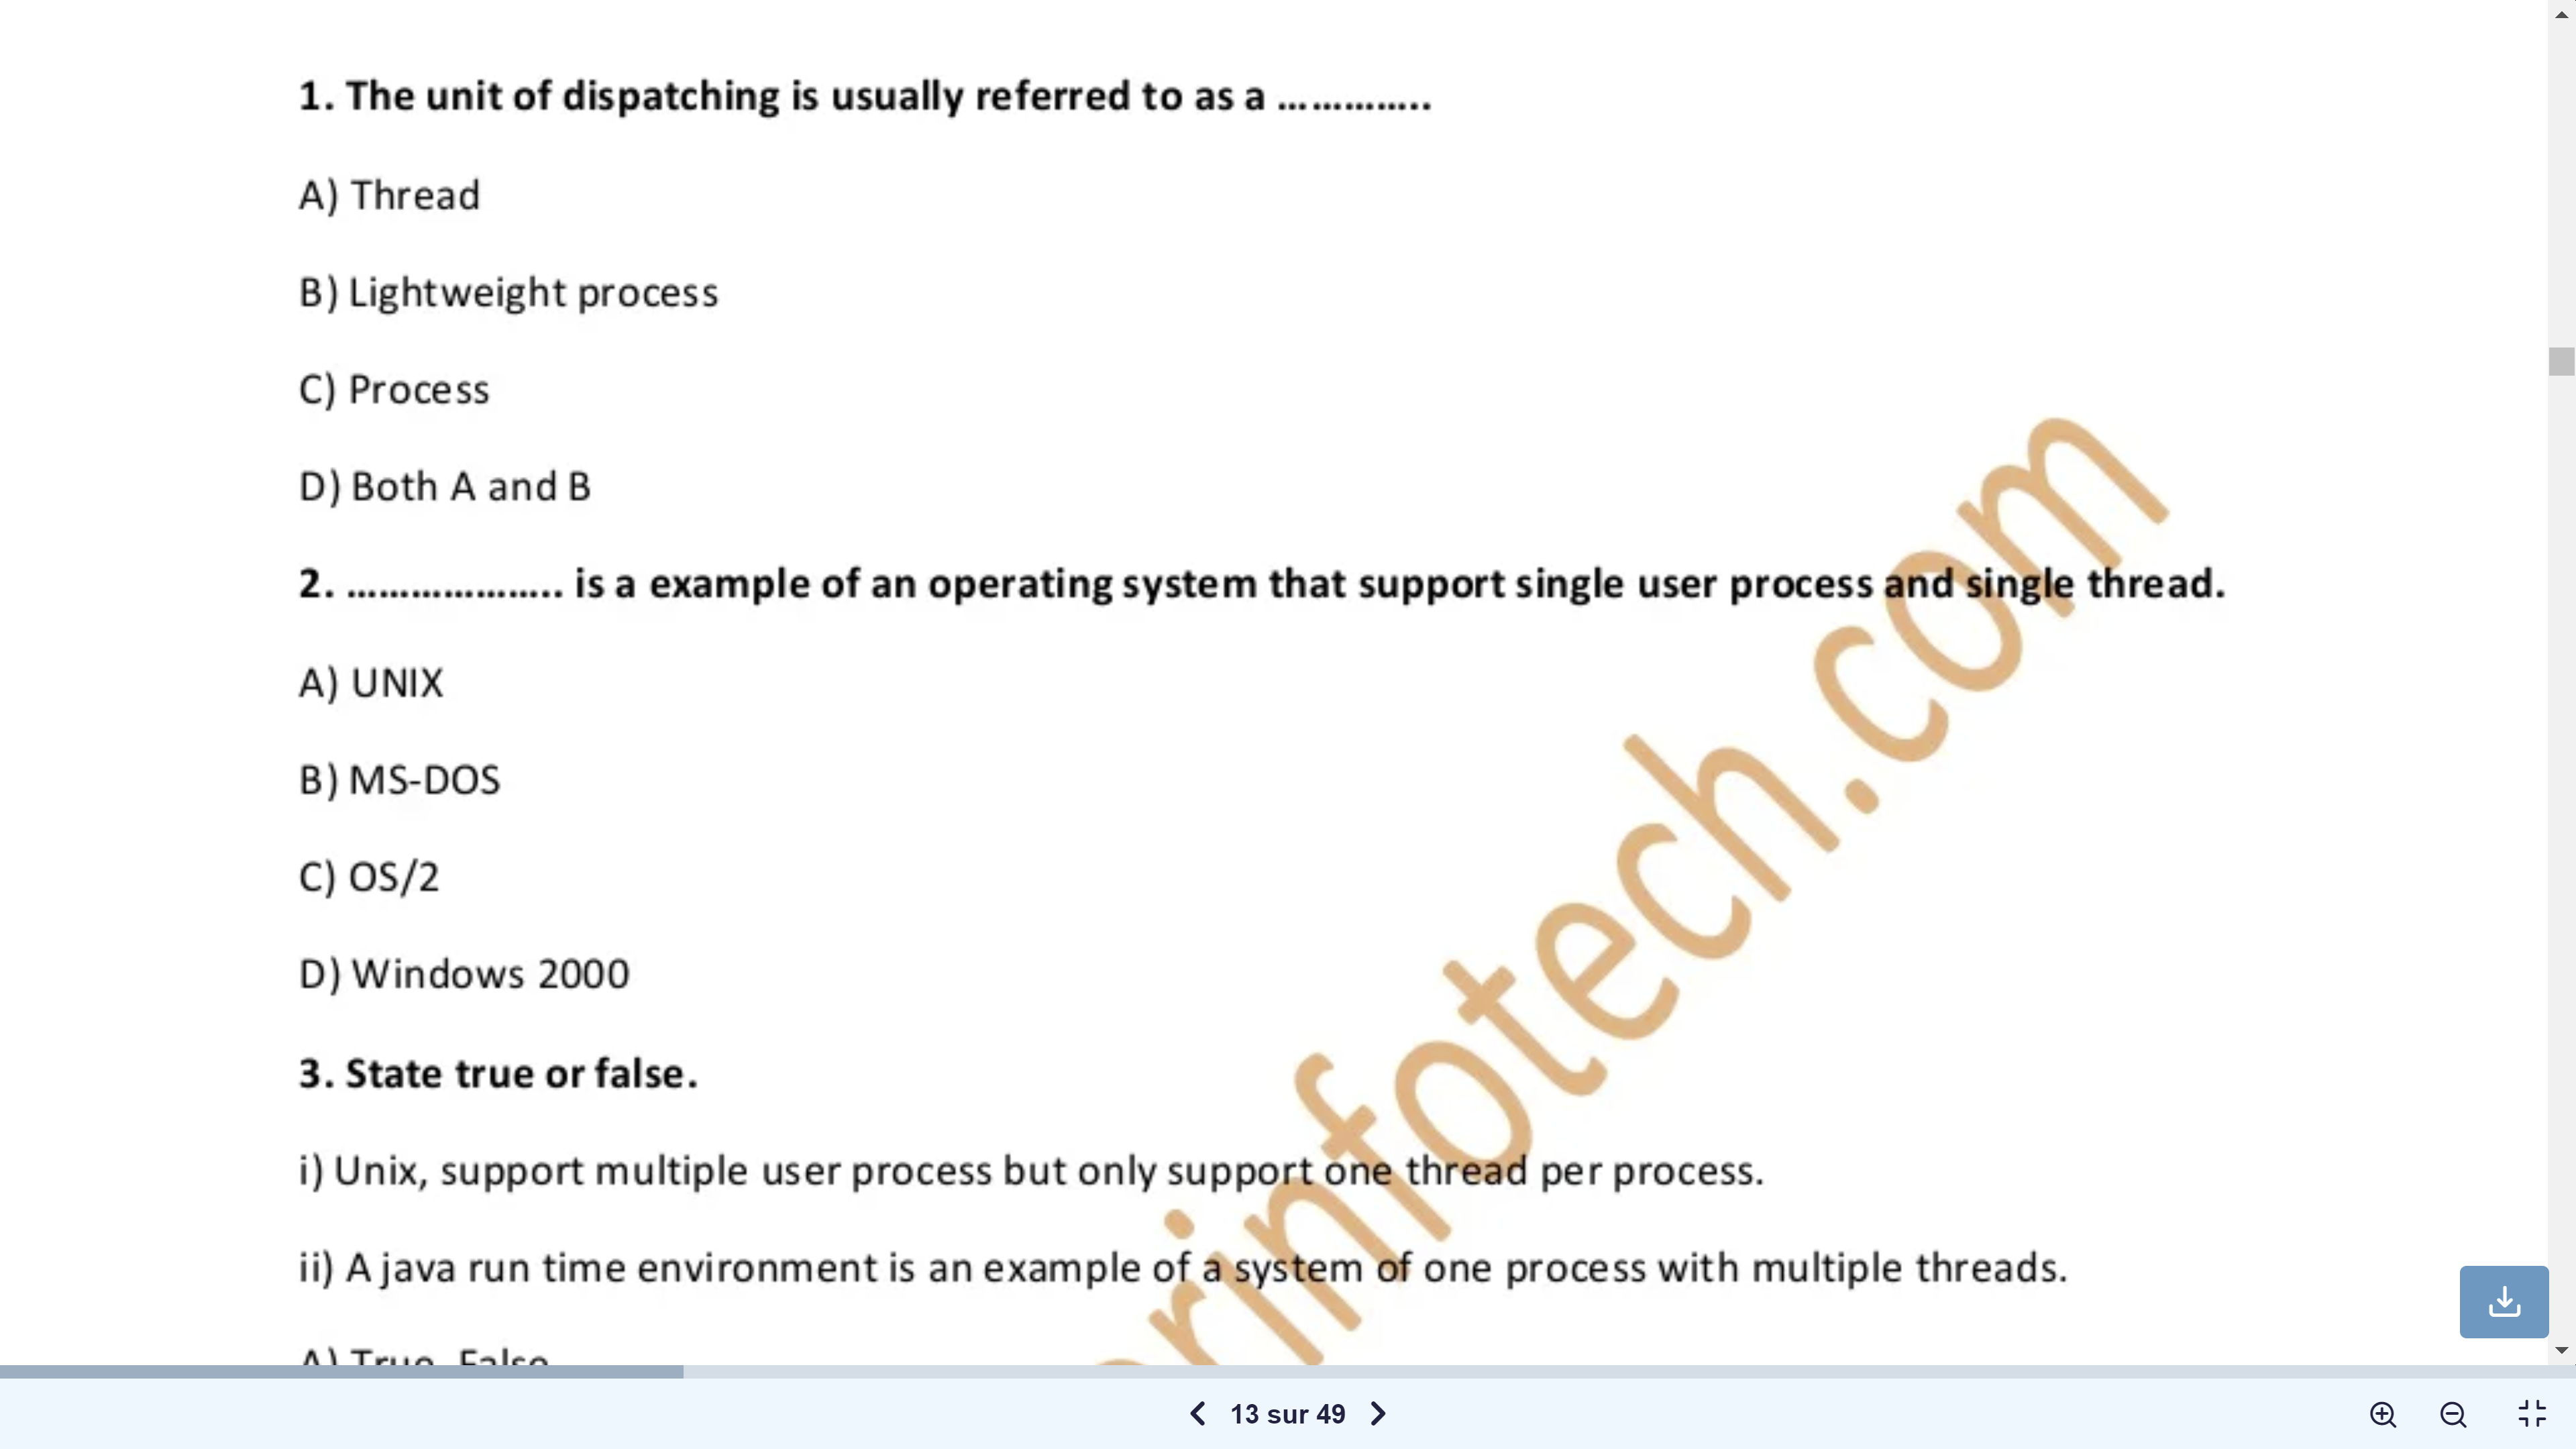 1. The unit of dispatching is usually referred to as a …………..
A) Thread
B) Lightweight process
C) Process
D) Both A and B
2. ……………….. is a example of an operating system that support single user process and single thread.
A) UNIX
B) MS-DOS
C) OS/2
D) Windows 2000
3. State true or false.
i) Unix, support multiple user process but only support one thread per process.
ii) A java run time environment is an example of a system of one process with multiple threads.
A) True, False
rinfotech.com
13 sur 49